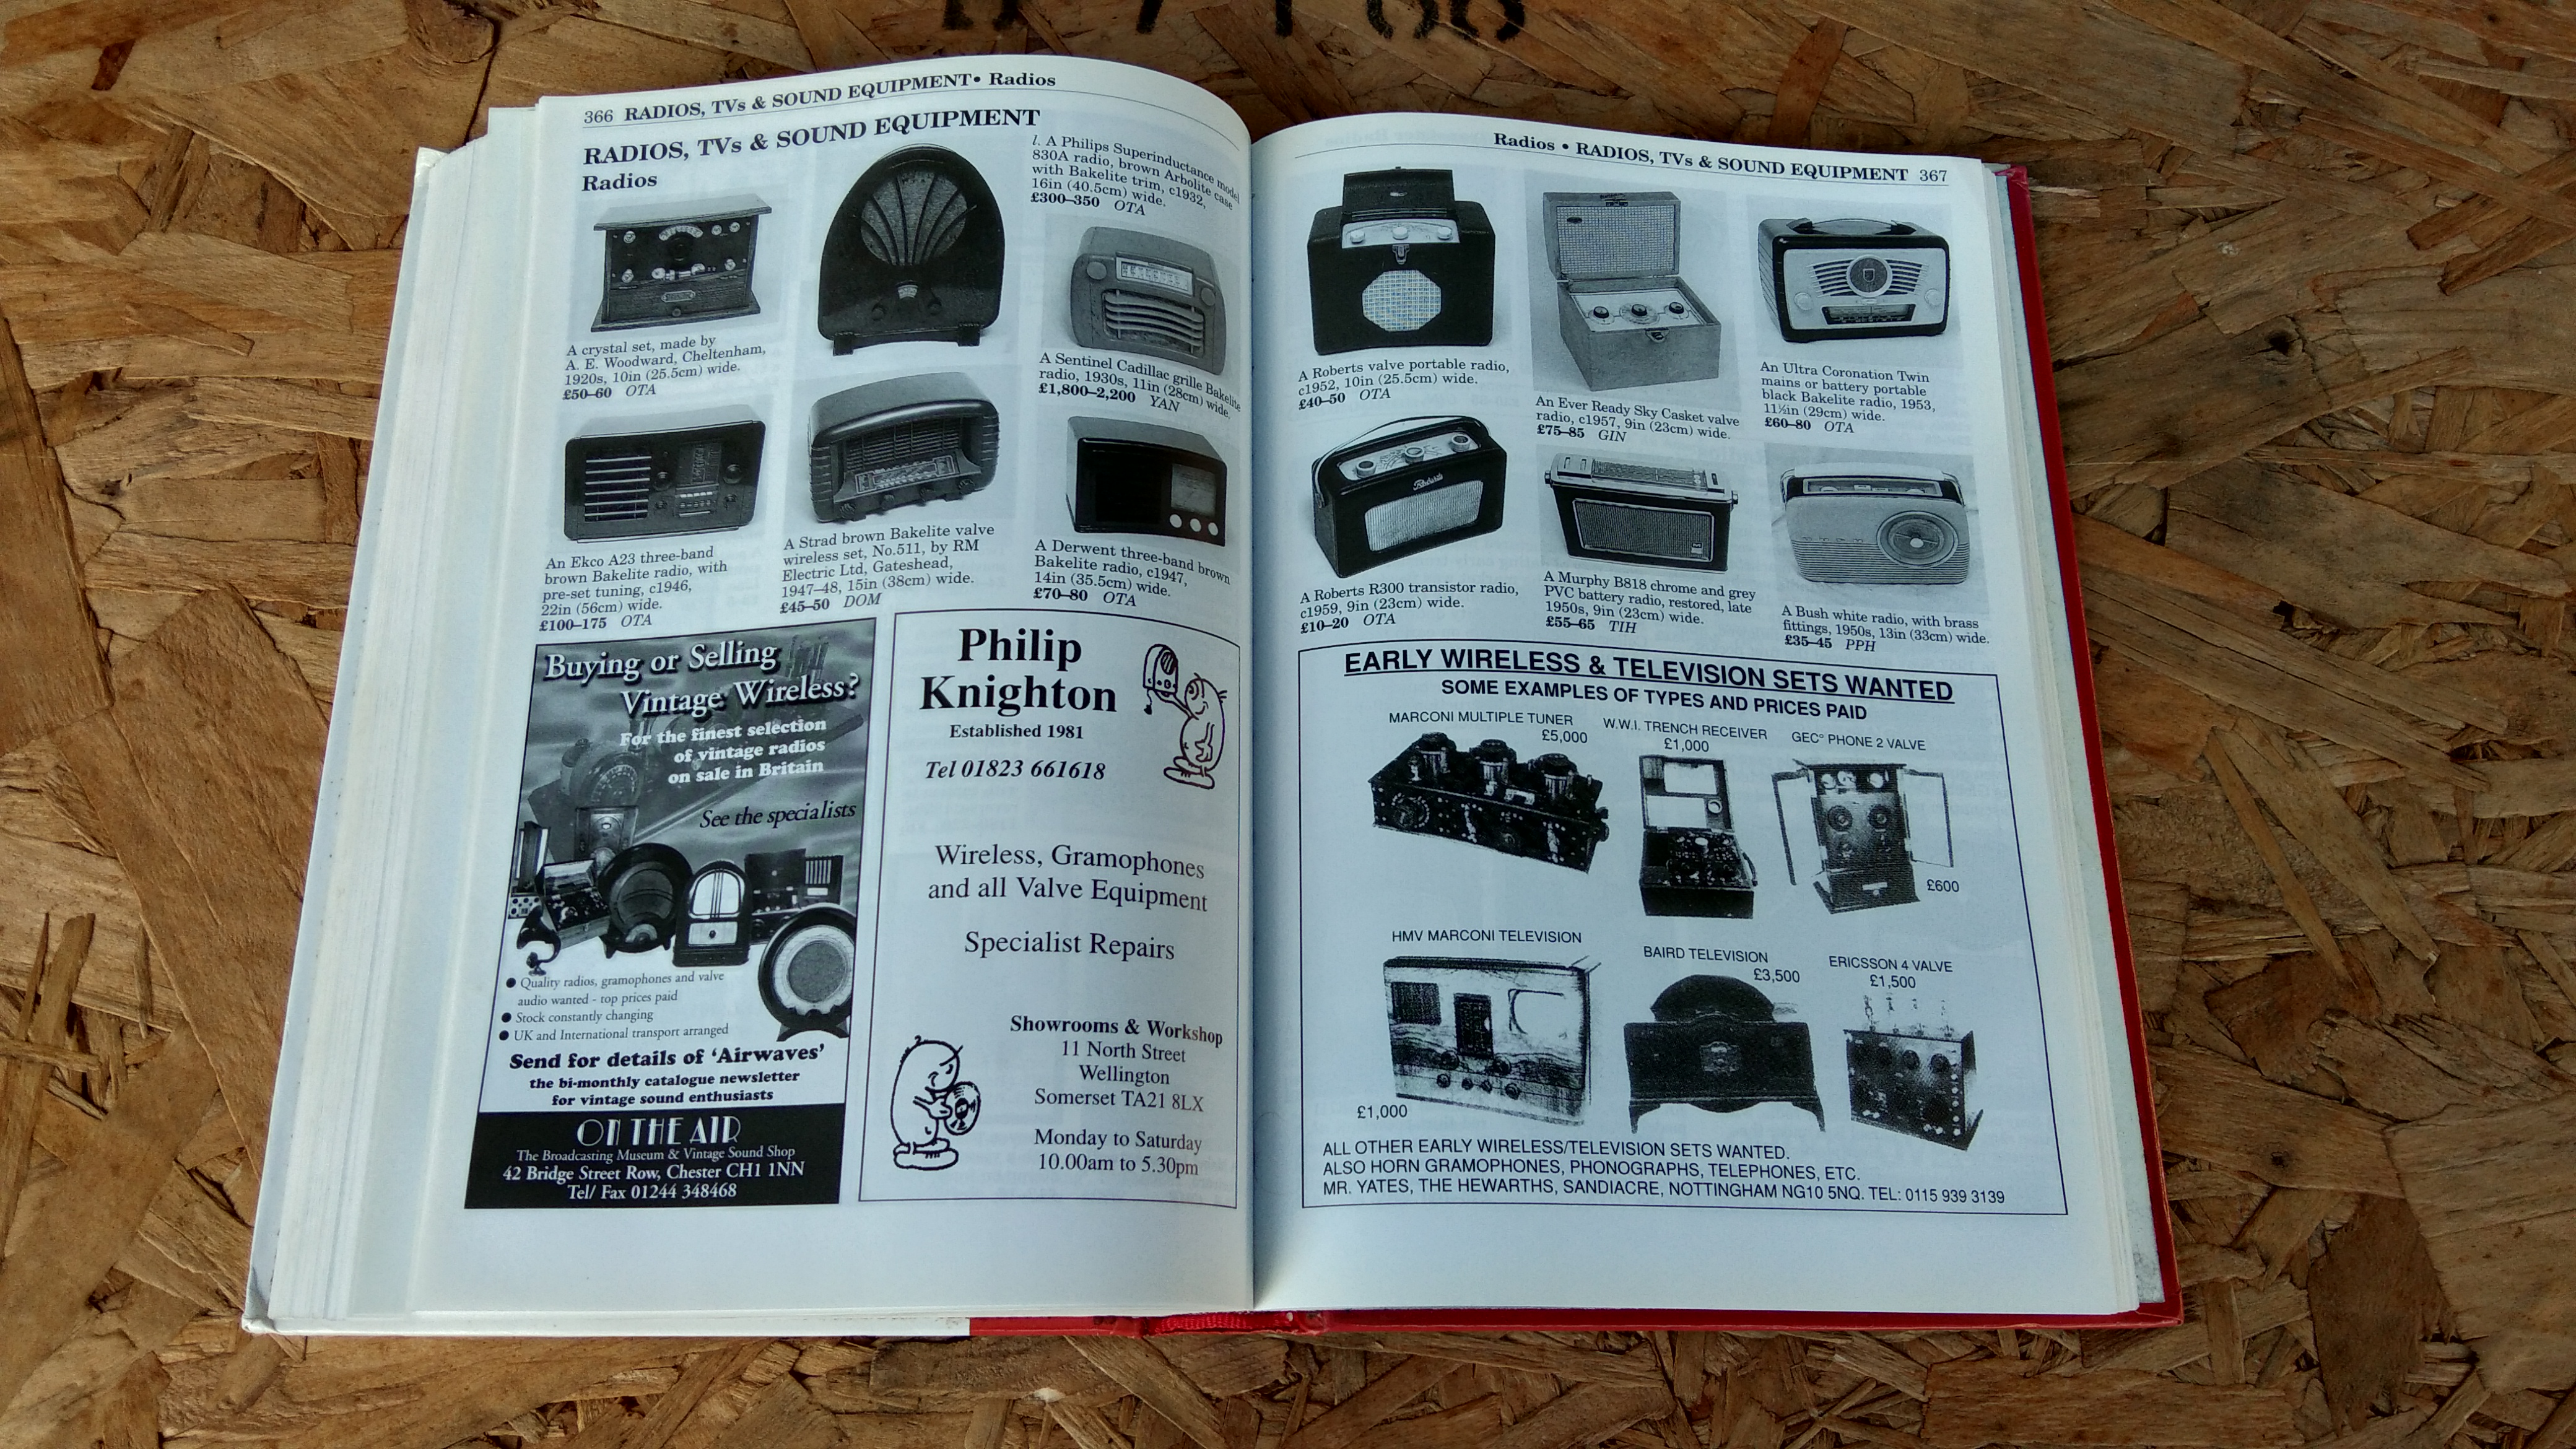 366 RADIOS, TVs & SOUND EQUIPMENT• Radios
RADIOS, TVs & SOUND EQUIPMENT
Radios
l. A Philips Superinductance model
830A radio, brown Arbolite case
with Bakelite trim, c1932,
16in (40.5cm) wide.
£300–350 OTA
A crystal set, made by
A. E. Woodward, Cheltenham,
1920s, 10in (25.5cm) wide.
£50–60 OTA
A Sentinel Cadillac grille Bakelite
radio, 1930s, 11in (28cm) wide.
£1,800–2,200 YAN
An Ekco A23 three-band
brown Bakelite radio, with
pre-set tuning, c1946,
22in (56cm) wide.
£100–175 OTA
A Strad brown Bakelite valve
wireless set, No.511, by RM
Electric Ltd, Gateshead,
1947–48, 15in (38cm) wide.
£45–50 DOM
A Derwent three-band brown
Bakelite radio, c1947,
14in (35.5cm) wide.
£70–80 OTA
Buying or Selling
Vintage Wireless?
For the finest selection
of vintage radios
on sale in Britain
See the specialists
● Quality radios, gramophones and valve
audio wanted - top prices paid
● Stock constantly changing
● UK and International transport arranged
Send for details of ‘Airwaves’
the bi-monthly catalogue newsletter
for vintage sound enthusiasts
ON THE AIR
The Broadcasting Museum & Vintage Sound Shop
42 Bridge Street Row, Chester CH1 1NN
Tel/ Fax 01244 348468
Philip
Knighton
Established 1981
Tel 01823 661618
Wireless, Gramophones
and all Valve Equipment
Specialist Repairs
Showrooms & Workshop
11 North Street
Wellington
Somerset TA21 8LX
Monday to Saturday
10.00am to 5.30pm
Radios • RADIOS, TVs & SOUND EQUIPMENT 367
A Roberts valve portable radio,
c1952, 10in (25.5cm) wide.
£40–50 OTA
An Ever Ready Sky Casket valve
radio, c1957, 9in (23cm) wide.
£75–85 GIN
An Ultra Coronation Twin
mains or battery portable
black Bakelite radio, 1953,
11½in (29cm) wide.
£60–80 OTA
Roberts
A Roberts R300 transistor radio,
c1959, 9in (23cm) wide.
£10–20 OTA
A Murphy B818 chrome and grey
PVC battery radio, restored, late
1950s, 9in (23cm) wide.
£55–65 TIH
A Bush white radio, with brass
fittings, 1950s, 13in (33cm) wide.
£35–45 PPH
EARLY WIRELESS & TELEVISION SETS WANTED
SOME EXAMPLES OF TYPES AND PRICES PAID
MARCONI MULTIPLE TUNER
£5,000
W.W.I. TRENCH RECEIVER
£1,000
GEC° PHONE 2 VALVE
£600
HMV MARCONI TELEVISION
£1,000
BAIRD TELEVISION
£3,500
ERICSSON 4 VALVE
£1,500
ALL OTHER EARLY WIRELESS/TELEVISION SETS WANTED.
ALSO HORN GRAMOPHONES, PHONOGRAPHS, TELEPHONES, ETC.
MR. YATES, THE HEWARTHS, SANDIACRE, NOTTINGHAM NG10 5NQ. TEL: 0115 939 3139